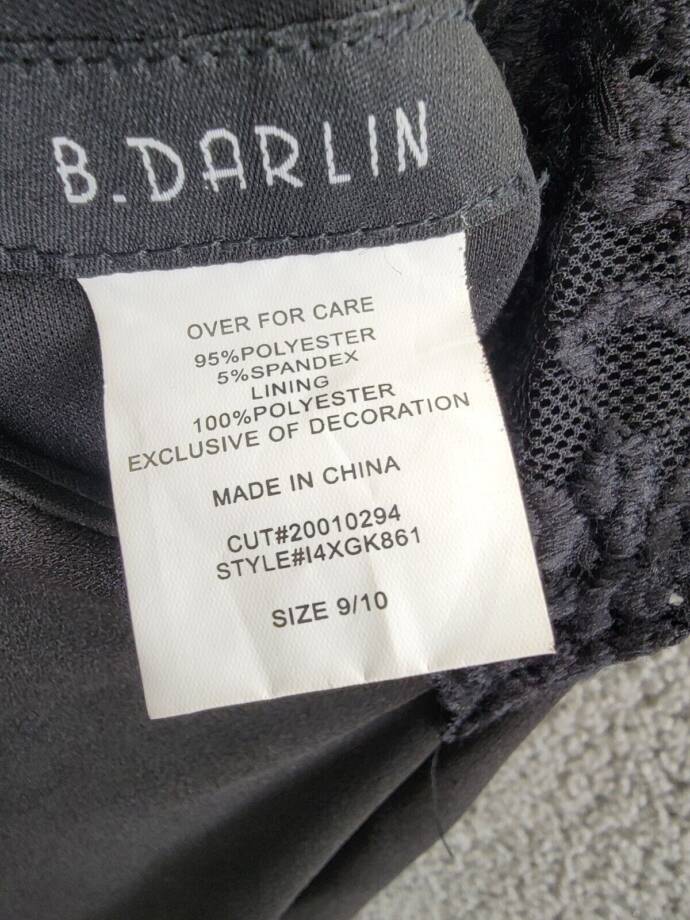 B.DARLIN
OVER FOR CARE
95%POLYESTER
5%SPANDEX
LINING
100%POLYESTER
EXCLUSIVE OF DECORATION
MADE IN CHINA
CUT#20010294
STYLE#I4XGK861
SIZE 9/10